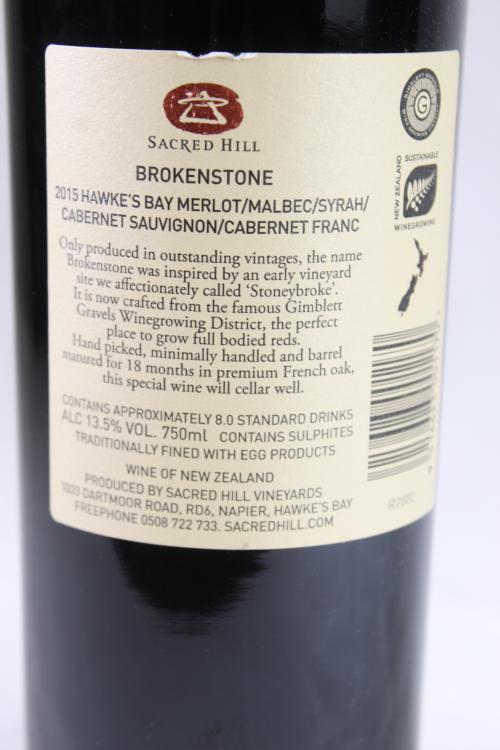 SACRED HILL
BROKENSTONE
2015 HAWKE'S BAY MERLOT/MALBEC/SYRAH/
CABERNET SAUVIGNON/CABERNET FRANC
Only produced in outstanding vintages, the name
Brokenstone was inspired by an early vineyard
site we affectionately called 'Stoneybroke'.
It is now crafted from the famous Gimblett
Gravels Winegrowing District, the perfect
place to grow full bodied reds.
Hand picked, minimally handled and barrel
matured for 18 months in premium French oak,
this special wine will cellar well.
CONTAINS APPROXIMATELY 8.0 STANDARD DRINKS
ALC 13.5% VOL. 750ml CONTAINS SULPHITES
TRADITIONALLY FINED WITH EGG PRODUCTS
WINE OF NEW ZEALAND
PRODUCED BY SACRED HILL VINEYARDS
1033 DARTMOOR ROAD, RD6, NAPIER, HAWKE'S BAY
FREEPHONE 0508 722 733. SACREDHILL.COM
G
SUSTAINABLE
NEW ZEALAND
WINEGROWING